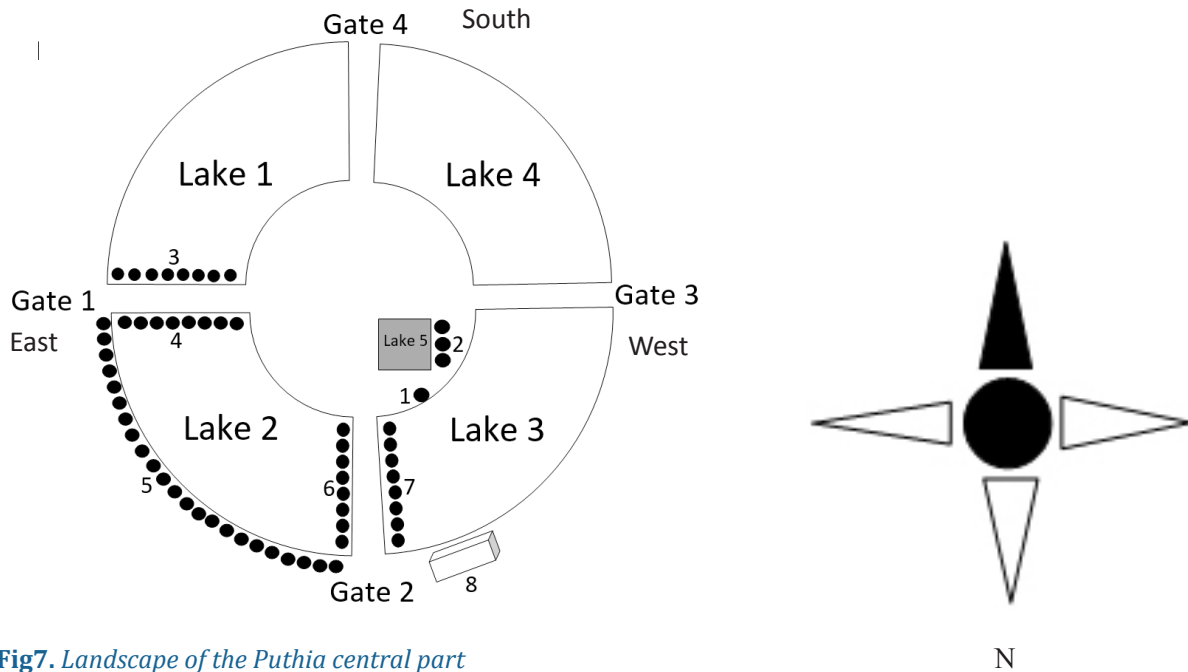 Gate 4
South
Lake 1
Lake 4
3
Gate 1
Gate 3
East
4
Lake 5
2
West
1
Lake 2
Lake 3
5
6
7
8
Gate 2
N
Fig7. Landscape of the Puthia central part